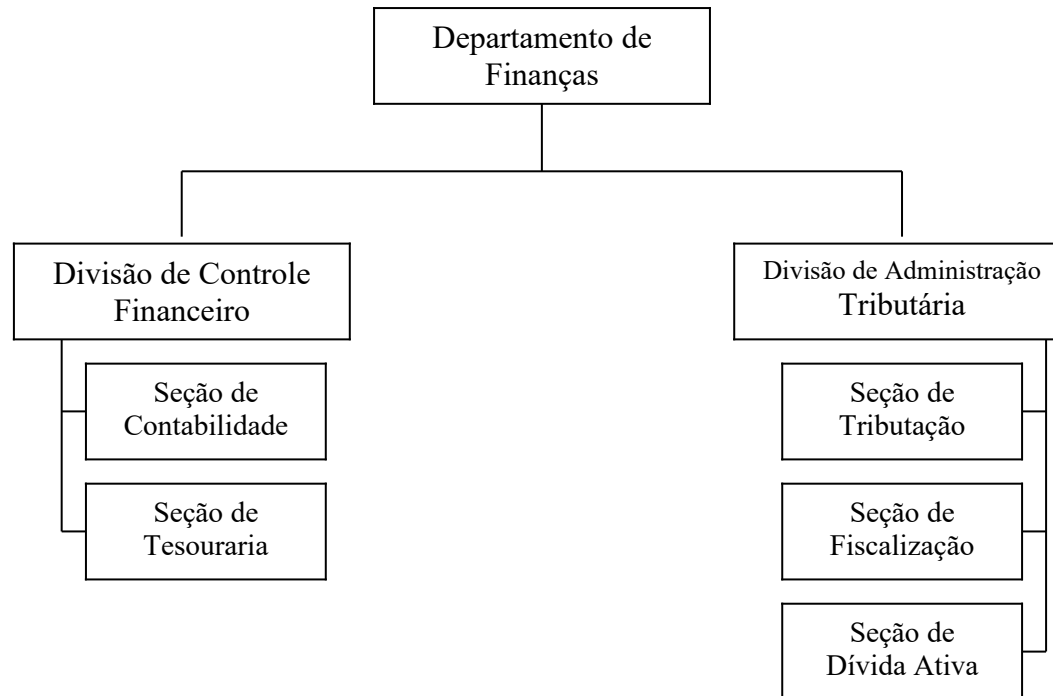 Departamento de
Finanças
Divisão de Controle
Financeiro
Divisão de Administração
Tributária
Seção de
Contabilidade
Seção de
Tributação
Seção de
Tesouraria
Seção de
Fiscalização
Seção de
Dívida Ativa